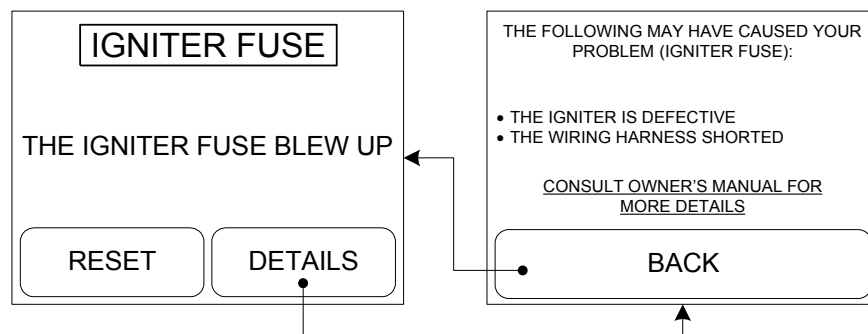 IGNITER FUSE
THE IGNITER FUSE BLEW UP
RESET
DETAILS
THE FOLLOWING MAY HAVE CAUSED YOUR
PROBLEM (IGNITER FUSE):
• THE IGNITER IS DEFECTIVE
• THE WIRING HARNESS SHORTED
CONSULT OWNER'S MANUAL FOR
MORE DETAILS
BACK